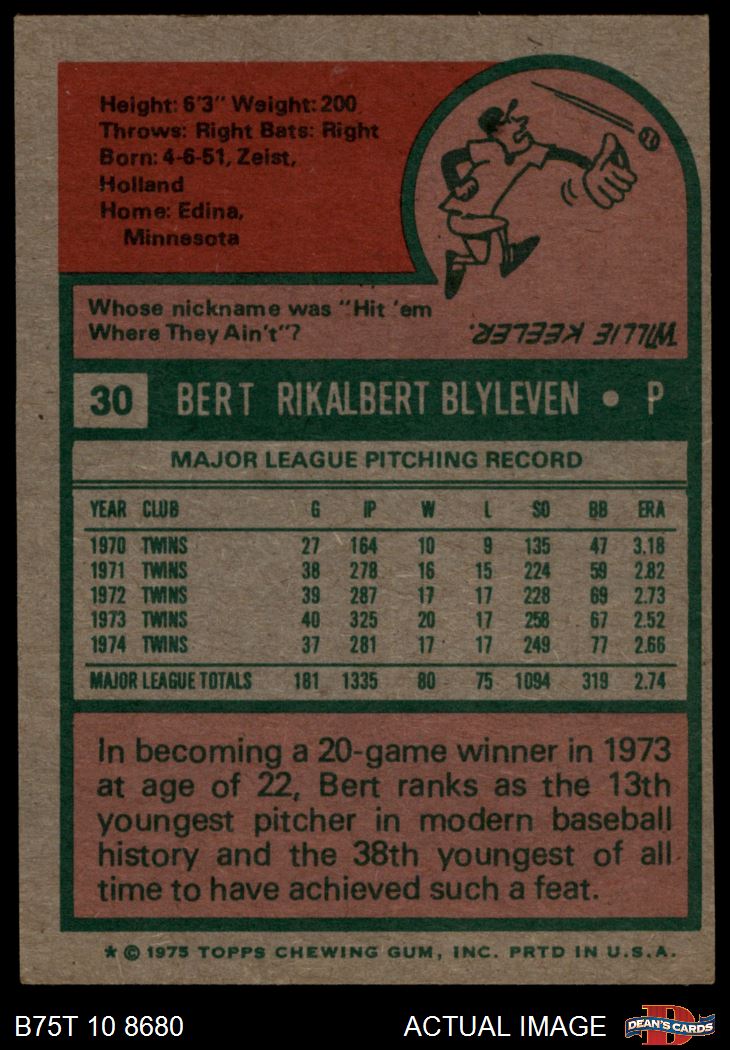 Height: 6'3" Weight: 200
Throws: Right Bats: Right
Born: 4-6-51, Zeist,
Holland
Home: Edina,
Minnesota
Whose nickname was "Hit 'em
Where They Ain't"?
WILLIE KEELER.
30 BERT RIKALBERT BLYLEVEN • P
MAJOR LEAGUE PITCHING RECORD
YEAR CLUB G IP W L SO BB ERA
1970 TWINS 27 164 10 9 135 47 3.18
1971 TWINS 38 278 16 15 224 59 2.82
1972 TWINS 39 287 17 17 228 69 2.73
1973 TWINS 40 325 20 17 258 67 2.52
1974 TWINS 37 281 17 17 249 77 2.66
MAJOR LEAGUE TOTALS 181 1335 80 75 1094 319 2.74
In becoming a 20-game winner in 1973
at age of 22, Bert ranks as the 13th
youngest pitcher in modern baseball
history and the 38th youngest of all
time to have achieved such a feat.
* © 1975 TOPPS CHEWING GUM, INC. PRTD IN U.S.A.
B75T 10 8680 ACTUAL IMAGE
D
DEAN'S CARDS